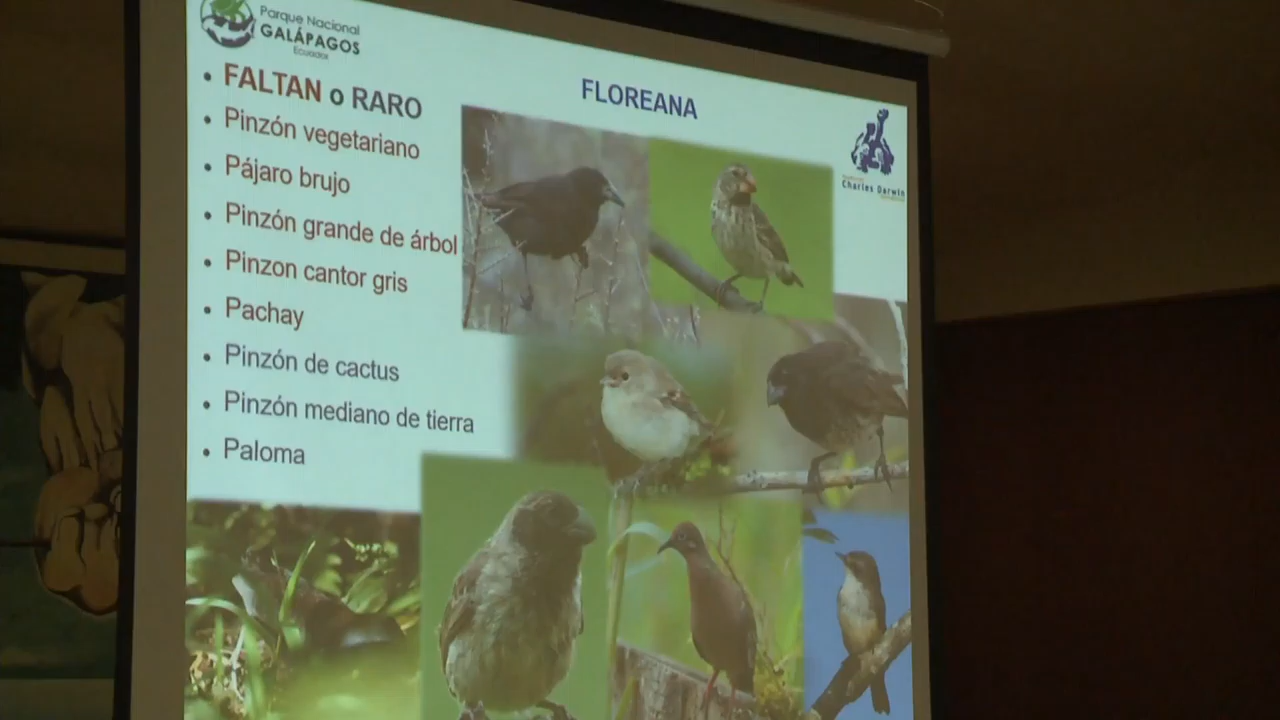 Parque Nacional
GALÁPAGOS
Ecuador
FLOREANA
• FALTAN o RARO
• Pinzón vegetariano
• Pájaro brujo
• Pinzón grande de árbol
• Pinzon cantor gris
• Pachay
• Pinzón de cactus
• Pinzón mediano de tierra
• Paloma
Charles Darwin